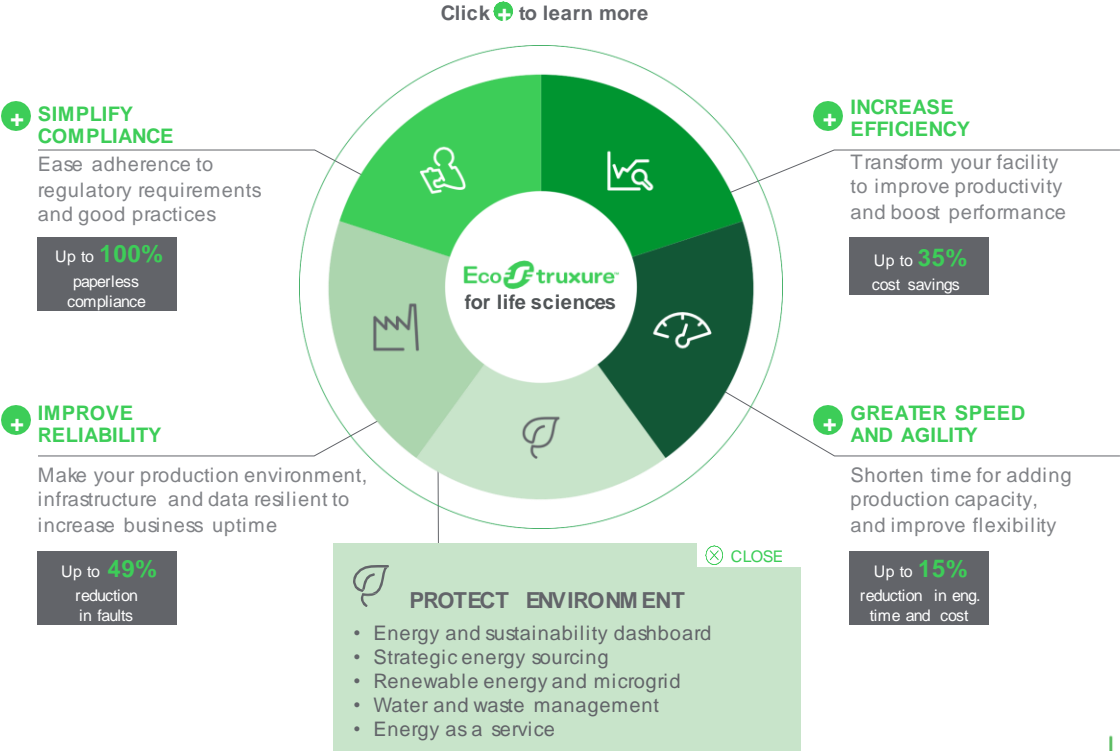 Click + to learn more
SIMPLIFY
COMPLIANCE
Ease adherence to
regulatory requirements
and good practices
Up to 100%
paperless
compliance
INCREASE
EFFICIENCY
Transform your facility
to improve productivity
and boost performance
Up to 35%
cost savings
EcoStruxure™
for life sciences
IMPROVE
RELIABILITY
Make your production environment,
infrastructure and data resilient to
increase business uptime
Up to 49%
reduction
in faults
GREATER SPEED
AND AGILITY
Shorten time for adding
production capacity,
and improve flexibility
Up to 15%
reduction in eng.
time and cost
CLOSE
PROTECT ENVIRONMENT
• Energy and sustainability dashboard
• Strategic energy sourcing
• Renewable energy and microgrid
• Water and waste management
• Energy as a service